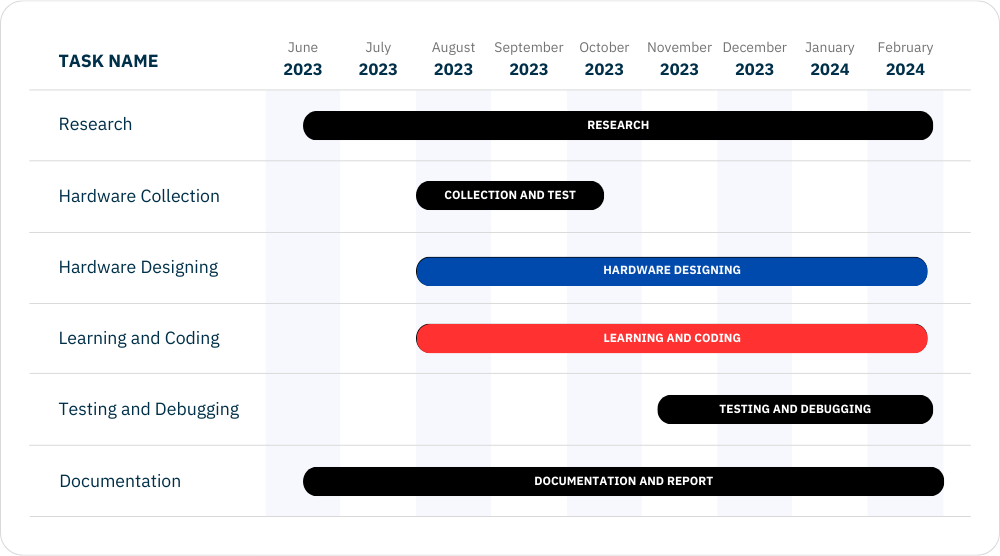 June July August September October November December January February
TASK NAME 2023 2023 2023 2023 2023 2023 2023 2024 2024
Research RESEARCH
Hardware Collection COLLECTION AND TEST
Hardware Designing HARDWARE DESIGNING
Learning and Coding LEARNING AND CODING
Testing and Debugging TESTING AND DEBUGGING
Documentation DOCUMENTATION AND REPORT